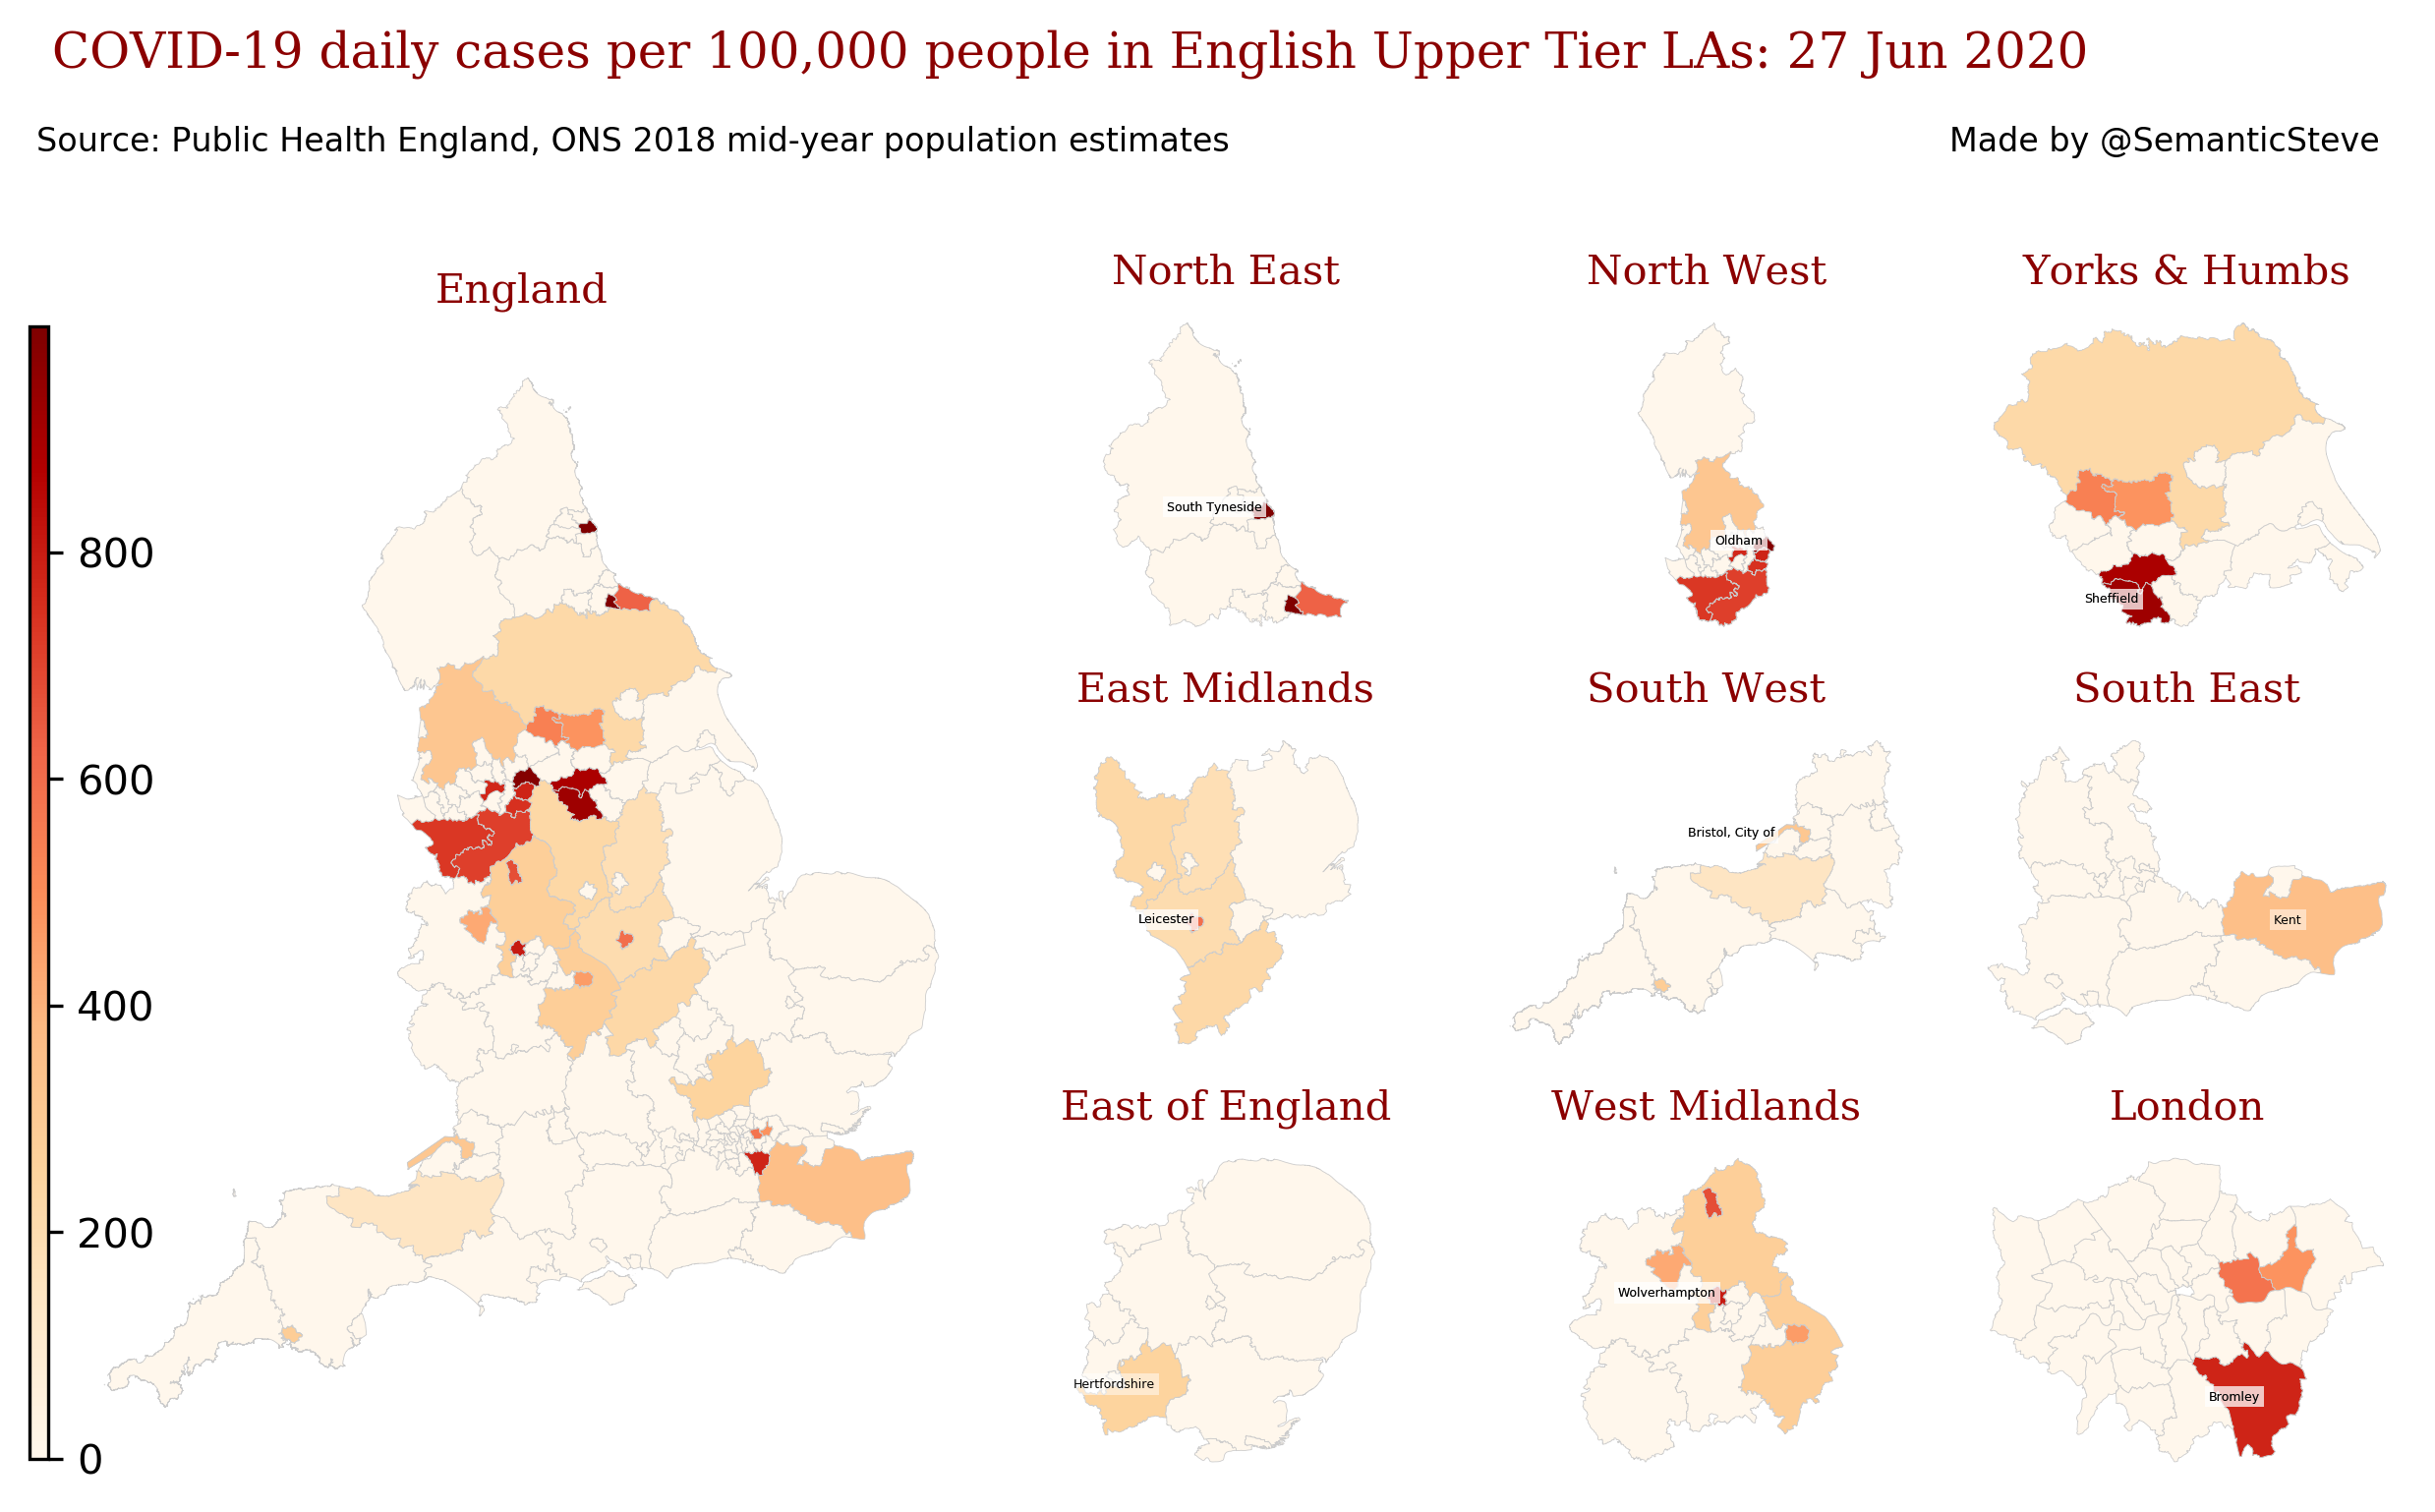 COVID-19 daily cases per 100,000 people in English Upper Tier LAs: 27 Jun 2020
Source: Public Health England, ONS 2018 mid-year population estimates
Made by @SemanticSteve
England
800
600
400
200
0
North East
South Tyneside
North West
Oldham
Yorks & Humbs
Sheffield
East Midlands
Leicester
South West
Bristol, City of
South East
Kent
East of England
Hertfordshire
West Midlands
Wolverhampton
London
Bromley